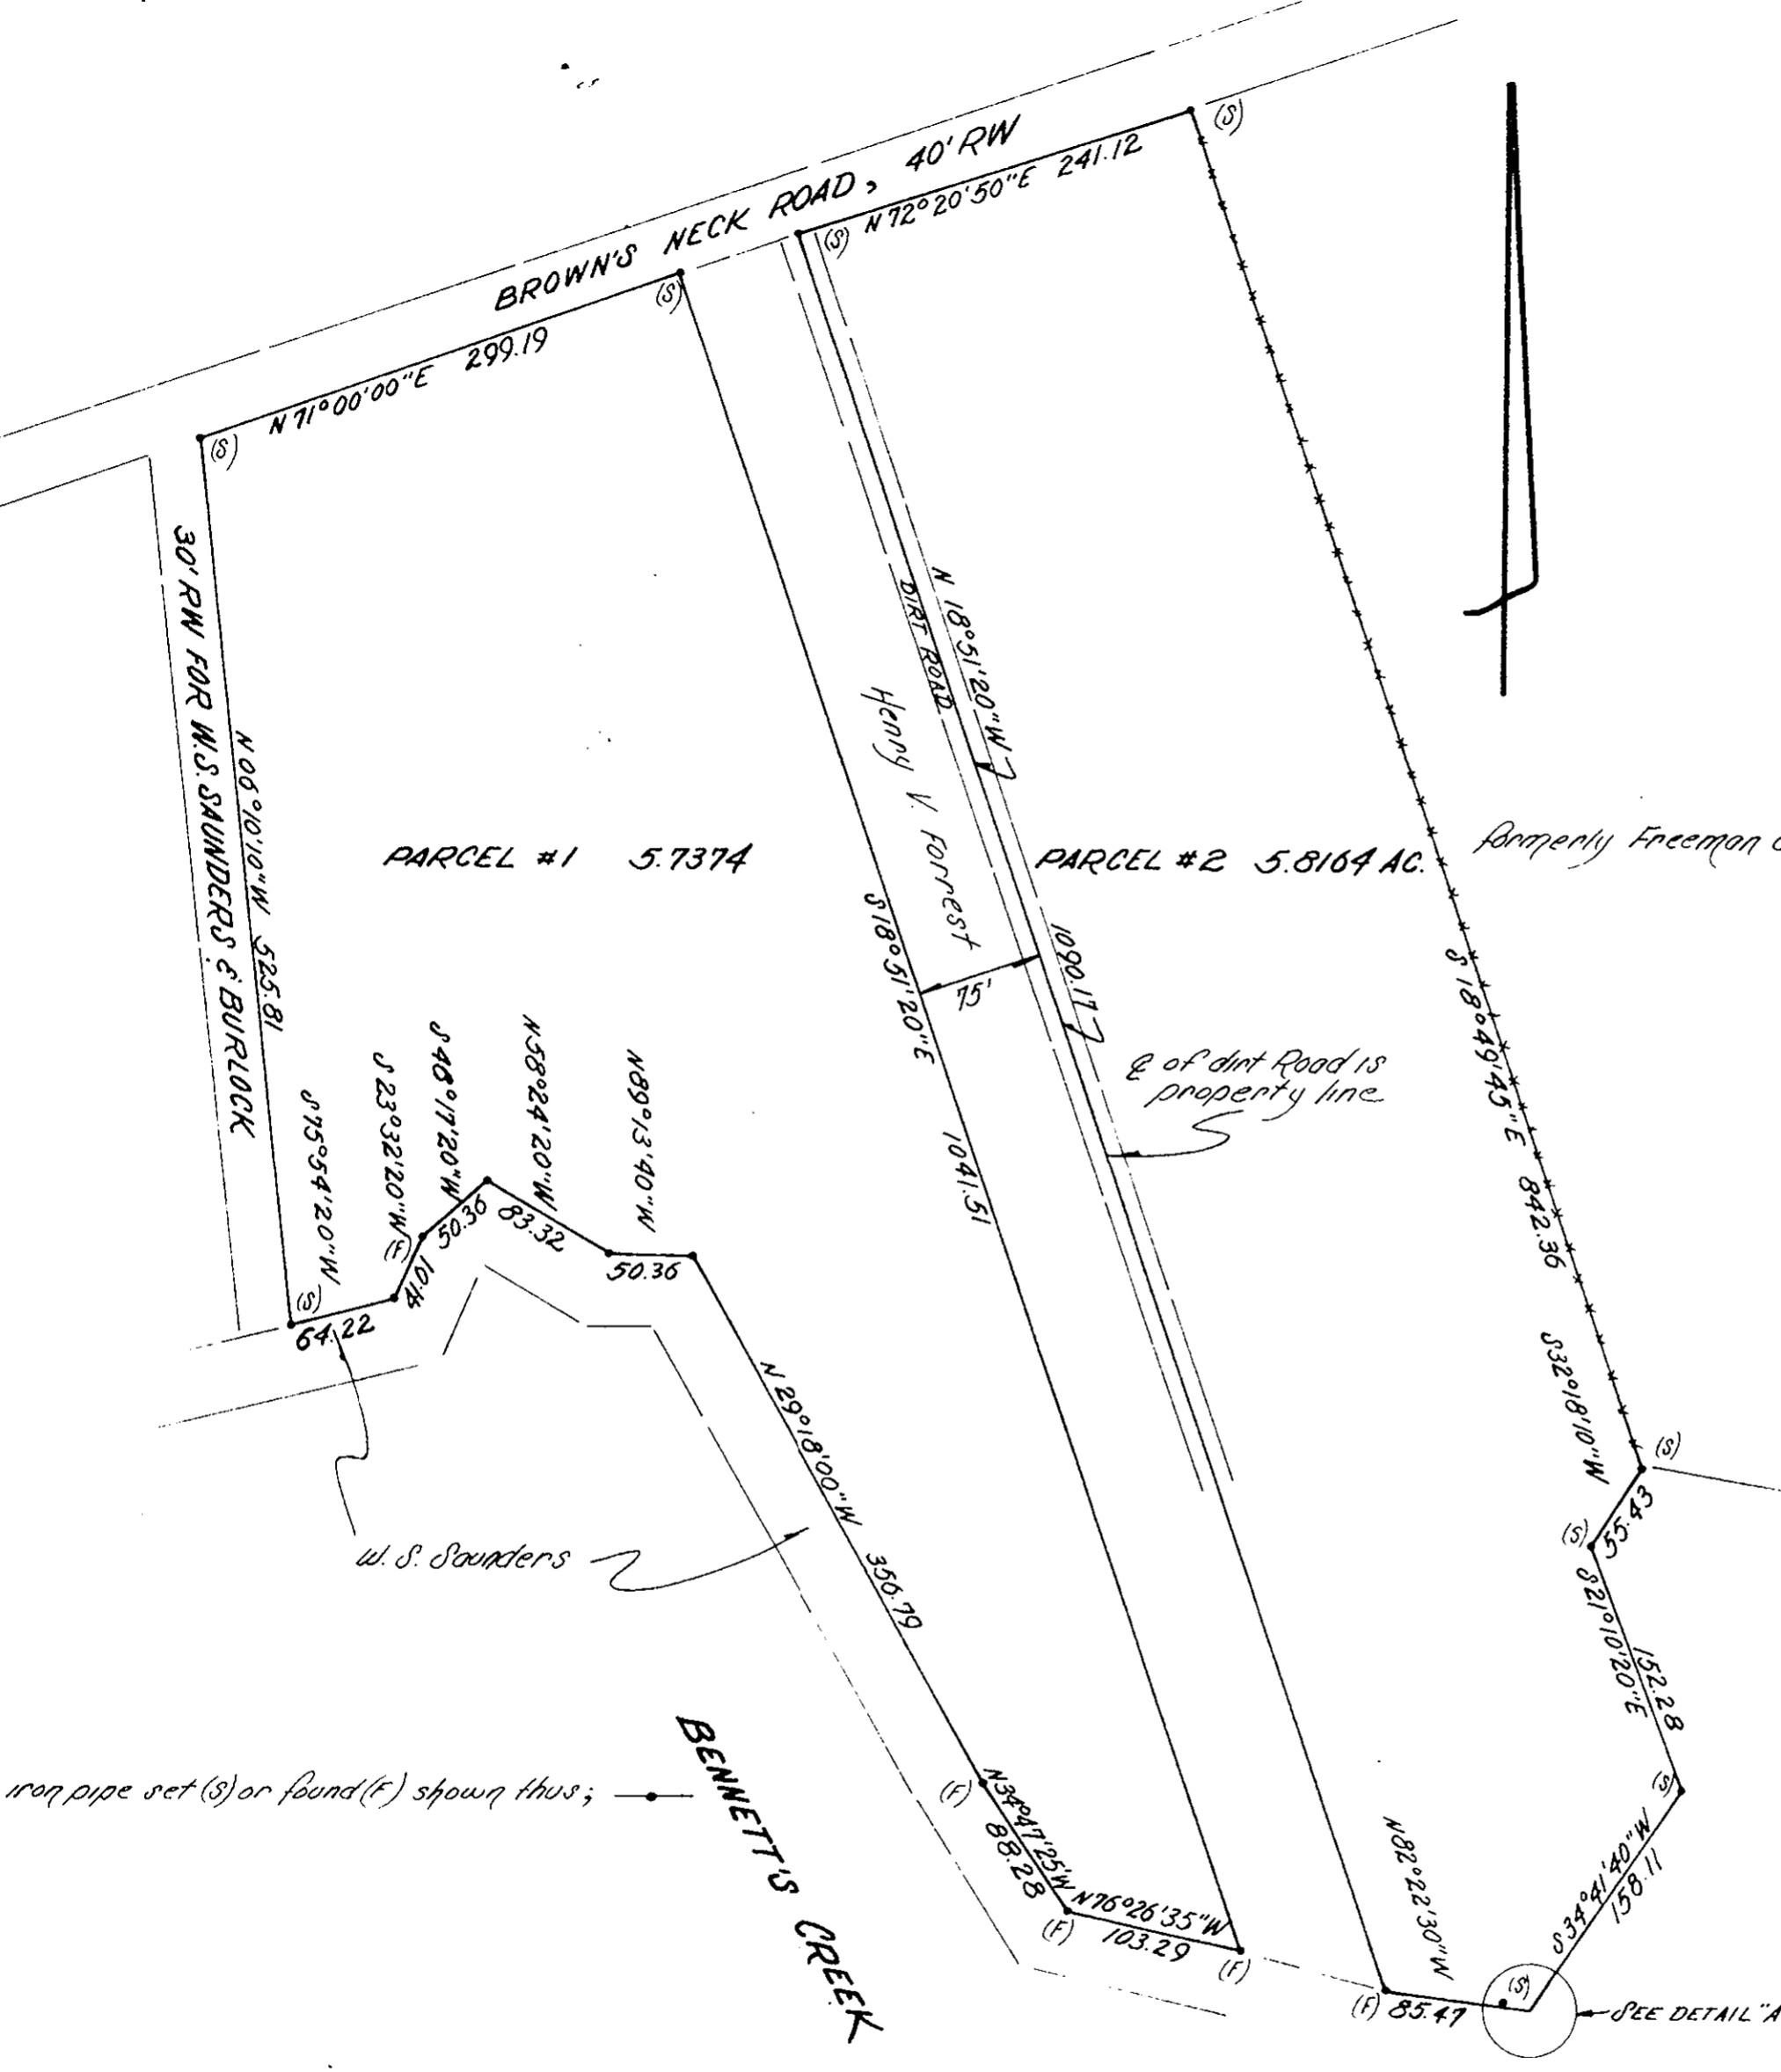 BROWN'S NECK ROAD, 40' RW
(S)
N 72° 20' 50" E 241.12
(S)
(S)
N 71° 00' 00" E 299.19
(S)
30' RW FOR W.S. SAUNDERS & BURLOCK
N 06° 10' 10" W 525.81
N 18° 51' 20" W
DIRT ROAD
Henry V. Forrest
PARCEL #1 5.7374
PARCEL #2 5.8164 AC.
formerly Freeman
S 18° 51' 20" E
1041.51
75'
1090.17
S 18° 49' 45" E 842.36
℄ of dirt Road is
property line
S 75° 54' 20" W
S 23° 32' 20" W
S 48° 17' 20" W
N 58° 24' 20" W
N 89° 13' 40" W
(S)
64.22
(F)
50.36
83.32
50.36
N 29° 18' 00" W
356.79
W. S. Saunders
S 32° 18' 10" W
(S)
(S)
55.43
S 21° 10' 20" E
152.28
(S)
iron pipe set (S) or found (F) shown thus;
BENNETT'S CREEK
(F)
N 34° 47' 25" W
88.28
N 76° 26' 35" W
(F)
103.29
(F)
N 82° 22' 30" W
S 34° 41' 40" W
158.11
(F)
85.47
(S)
SEE DETAIL "A